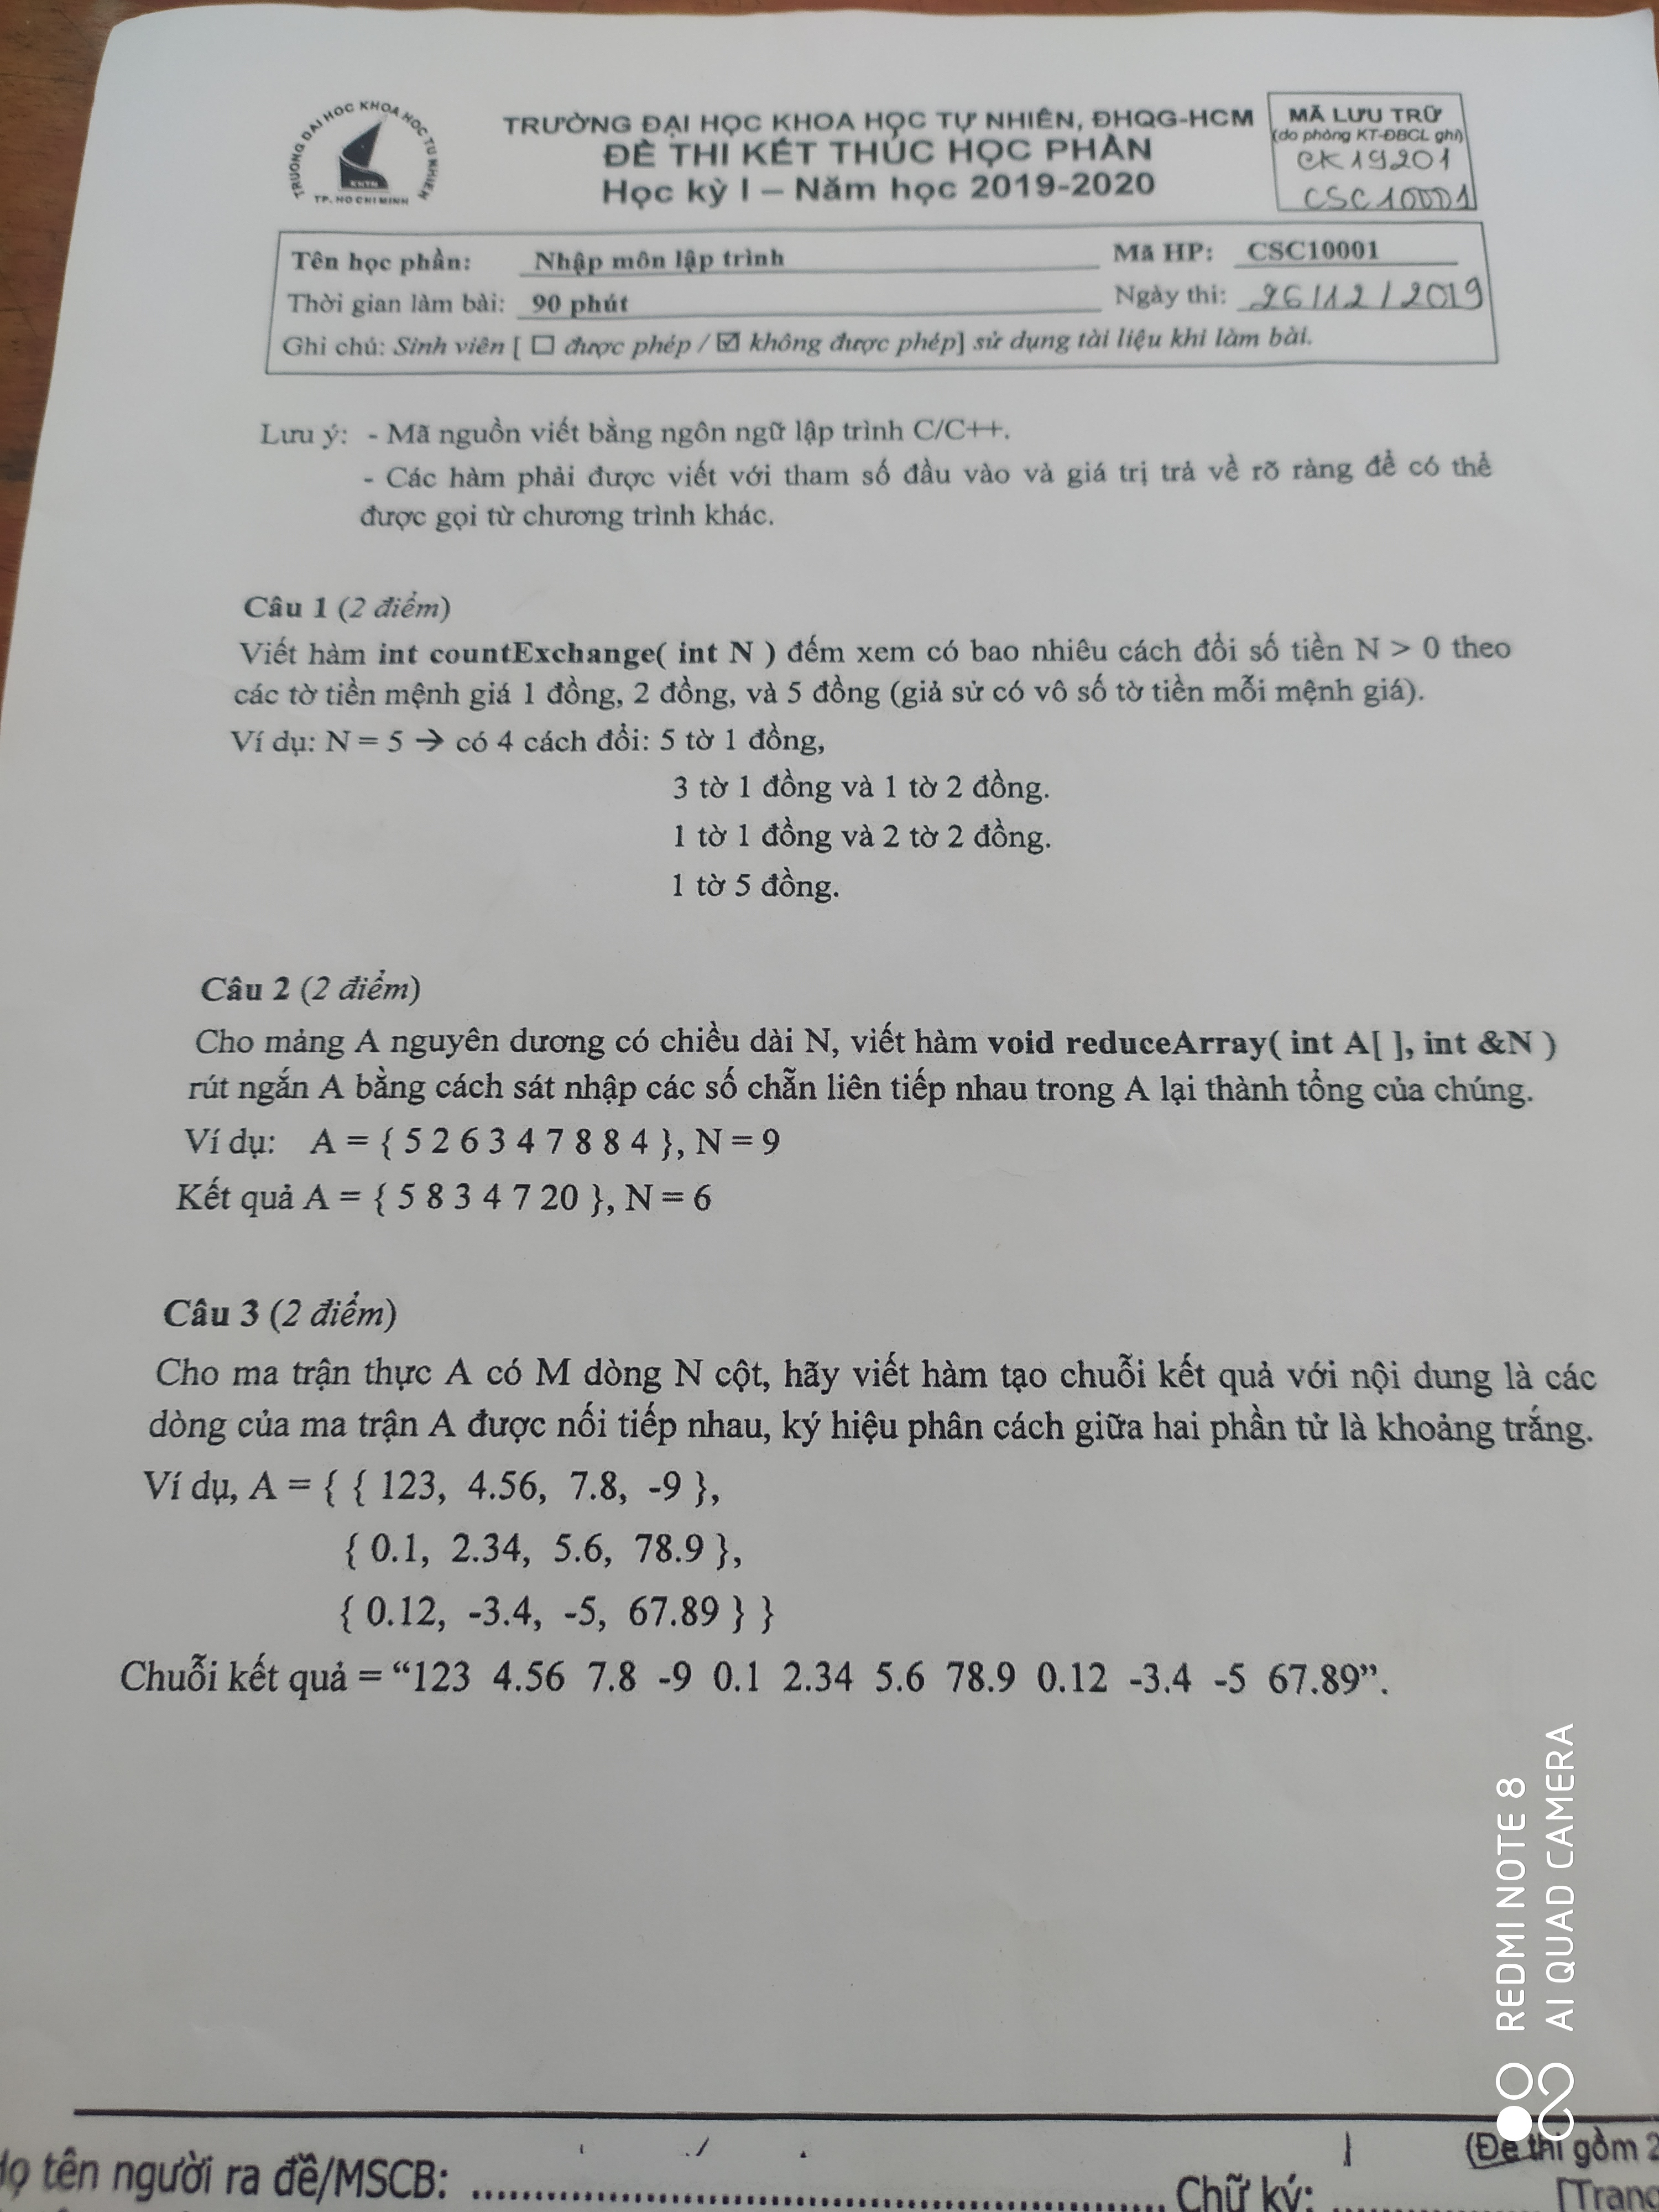 TRƯỜNG ĐẠI HỌC KHOA HỌC TỰ NHIÊN
KHTN
TP. HO CHI MINH
TRƯỜNG ĐẠI HỌC KHOA HỌC TỰ NHIÊN, ĐHQG-HCM
ĐỀ THI KẾT THÚC HỌC PHẦN
Học kỳ I – Năm học 2019-2020
MÃ LƯU TRỮ
(do phòng KT-ĐBCL ghi)
CK19201
CSC10001
Tên học phần: Nhập môn lập trình Mã HP: CSC10001
Thời gian làm bài: 90 phút Ngày thi: 26/12/2019
Ghi chú: Sinh viên [ ☐ được phép / ☑ không được phép] sử dụng tài liệu khi làm bài.
Lưu ý: - Mã nguồn viết bằng ngôn ngữ lập trình C/C++.
- Các hàm phải được viết với tham số đầu vào và giá trị trả về rõ ràng để có thể
được gọi từ chương trình khác.
Câu 1 (2 điểm)
Viết hàm int countExchange( int N ) đếm xem có bao nhiêu cách đổi số tiền N > 0 theo
các tờ tiền mệnh giá 1 đồng, 2 đồng, và 5 đồng (giả sử có vô số tờ tiền mỗi mệnh giá).
Ví dụ: N = 5 → có 4 cách đổi: 5 tờ 1 đồng,
3 tờ 1 đồng và 1 tờ 2 đồng.
1 tờ 1 đồng và 2 tờ 2 đồng.
1 tờ 5 đồng.
Câu 2 (2 điểm)
Cho mảng A nguyên dương có chiều dài N, viết hàm void reduceArray( int A[ ], int &N )
rút ngắn A bằng cách sát nhập các số chẵn liên tiếp nhau trong A lại thành tổng của chúng.
Ví dụ: A = { 5 2 6 3 4 7 8 8 4 }, N = 9
Kết quả A = { 5 8 3 4 7 20 }, N = 6
Câu 3 (2 điểm)
Cho ma trận thực A có M dòng N cột, hãy viết hàm tạo chuỗi kết quả với nội dung là các
dòng của ma trận A được nối tiếp nhau, ký hiệu phân cách giữa hai phần tử là khoảng trắng.
Ví dụ, A = { { 123, 4.56, 7.8, -9 },
{ 0.1, 2.34, 5.6, 78.9 },
{ 0.12, -3.4, -5, 67.89 } }
Chuỗi kết quả = “123 4.56 7.8 -9 0.1 2.34 5.6 78.9 0.12 -3.4 -5 67.89”.
REDMI NOTE 8
AI QUAD CAMERA
(Đề thi gồm 2
ọ tên người ra đề/MSCB: ........................ Chữ ký: ................
[Trang